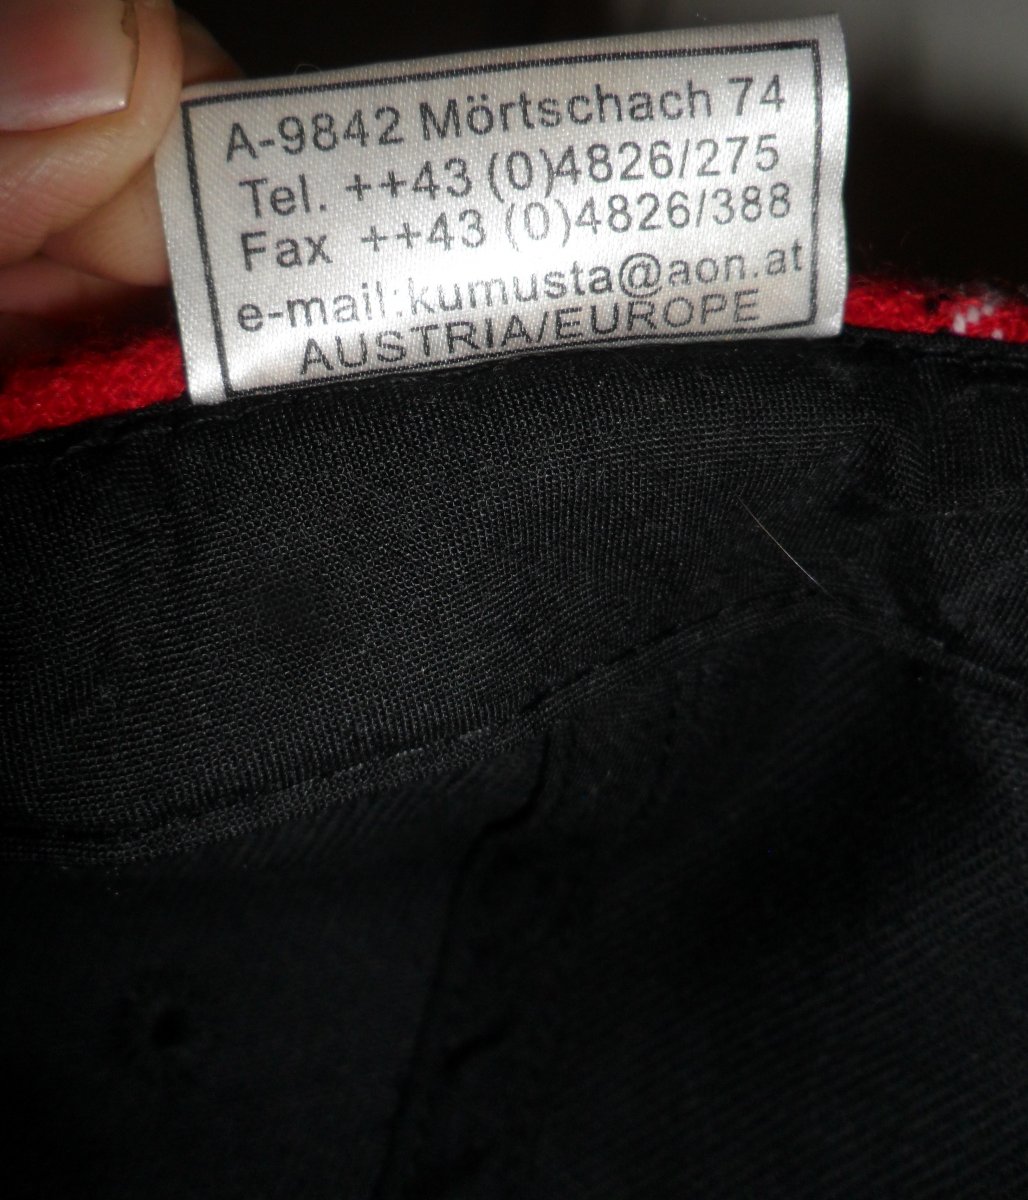 A-9842 Mörtschach 74
Tel. ++43 (0)4826/275
Fax ++43 (0)4826/388
e-mail:kumusta@aon.at
AUSTRIA/EUROPE